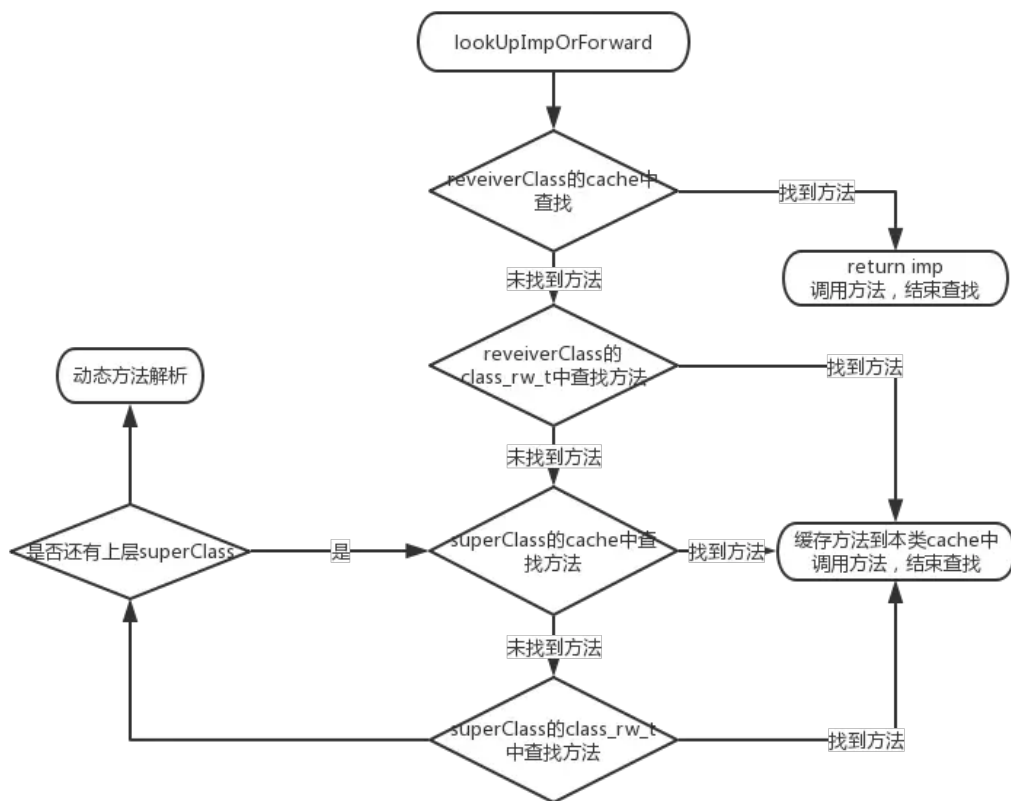 lookUpImpOrForward
reveiverClass的cache中
查找
找到方法
return imp
调用方法，结束查找
未找到方法
reveiverClass的
class_rw_t中查找方法
找到方法
动态方法解析
未找到方法
是否还有上层superClass
是
superClass的cache中查
找方法
找到方法
缓存方法到本类cache中
调用方法，结束查找
未找到方法
superClass的class_rw_t
中查找方法
找到方法